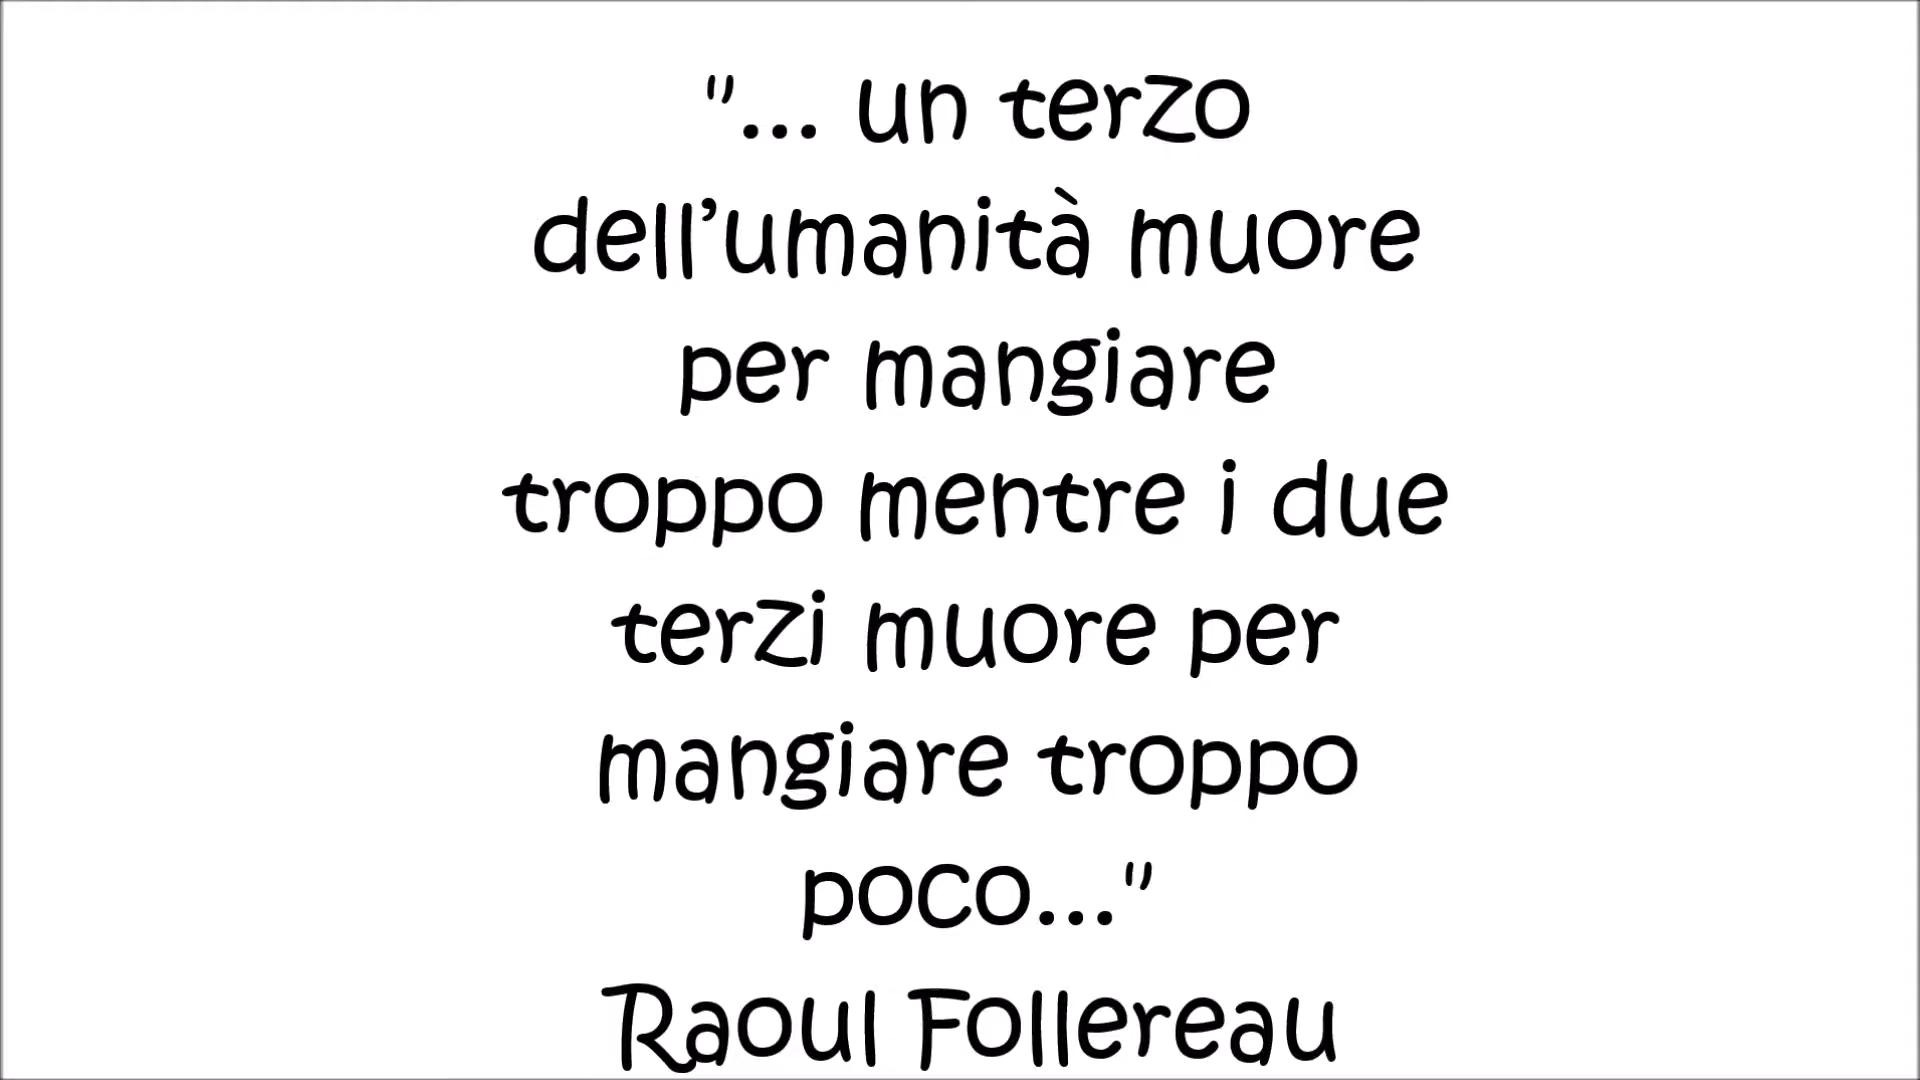 "... un terzo
dell’umanità muore
per mangiare
troppo mentre i due
terzi muore per
mangiare troppo
poco..."
Raoul Follereau